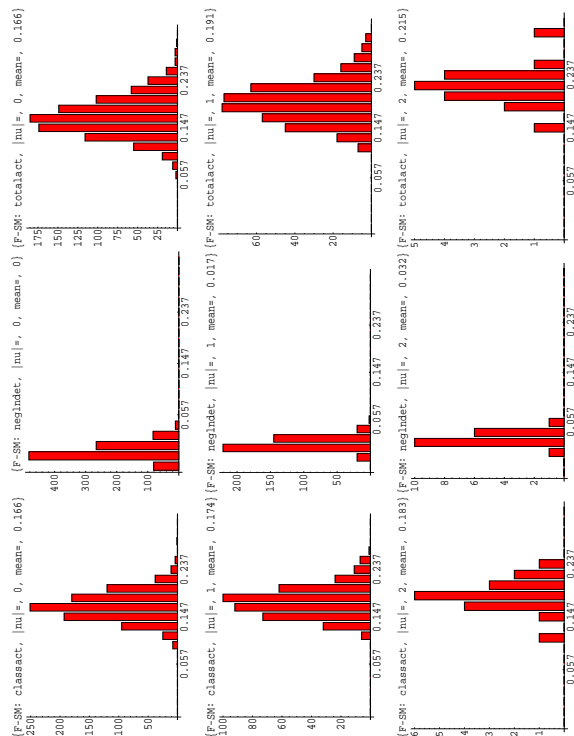 {F-SM: classact, |nu|=, 0, mean=, 0.166}
250
200
150
100
50
0.057 0.147 0.237
{F-SM: neglndet, |nu|=, 0, mean=, 0}
400
300
200
100
0.057 0.147 0.237
{F-SM: totalact, |nu|=, 0, mean=, 0.166}
175
150
125
100
75
50
25
0.057 0.147 0.237
{F-SM: classact, |nu|=, 1, mean=, 0.174}
100
80
60
40
20
0.057 0.147 0.237
{F-SM: neglndet, |nu|=, 1, mean=, 0.017}
200
150
100
50
0.057 0.147 0.237
{F-SM: totalact, |nu|=, 1, mean=, 0.191}
60
40
20
0.057 0.147 0.237
{F-SM: classact, |nu|=, 2, mean=, 0.183}
6
5
4
3
2
1
0.057 0.147 0.237
{F-SM: neglndet, |nu|=, 2, mean=, 0.032}
10
8
6
4
2
0.057 0.147 0.237
{F-SM: totalact, |nu|=, 2, mean=, 0.215}
5
4
3
2
1
0.057 0.147 0.237